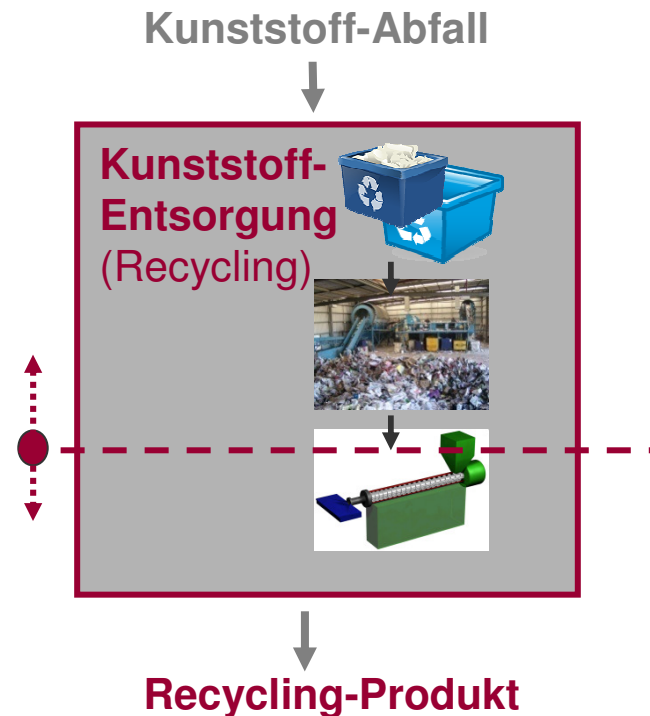 Kunststoff-Abfall
Kunststoff-
Entsorgung
(Recycling)
Recycling-Produkt